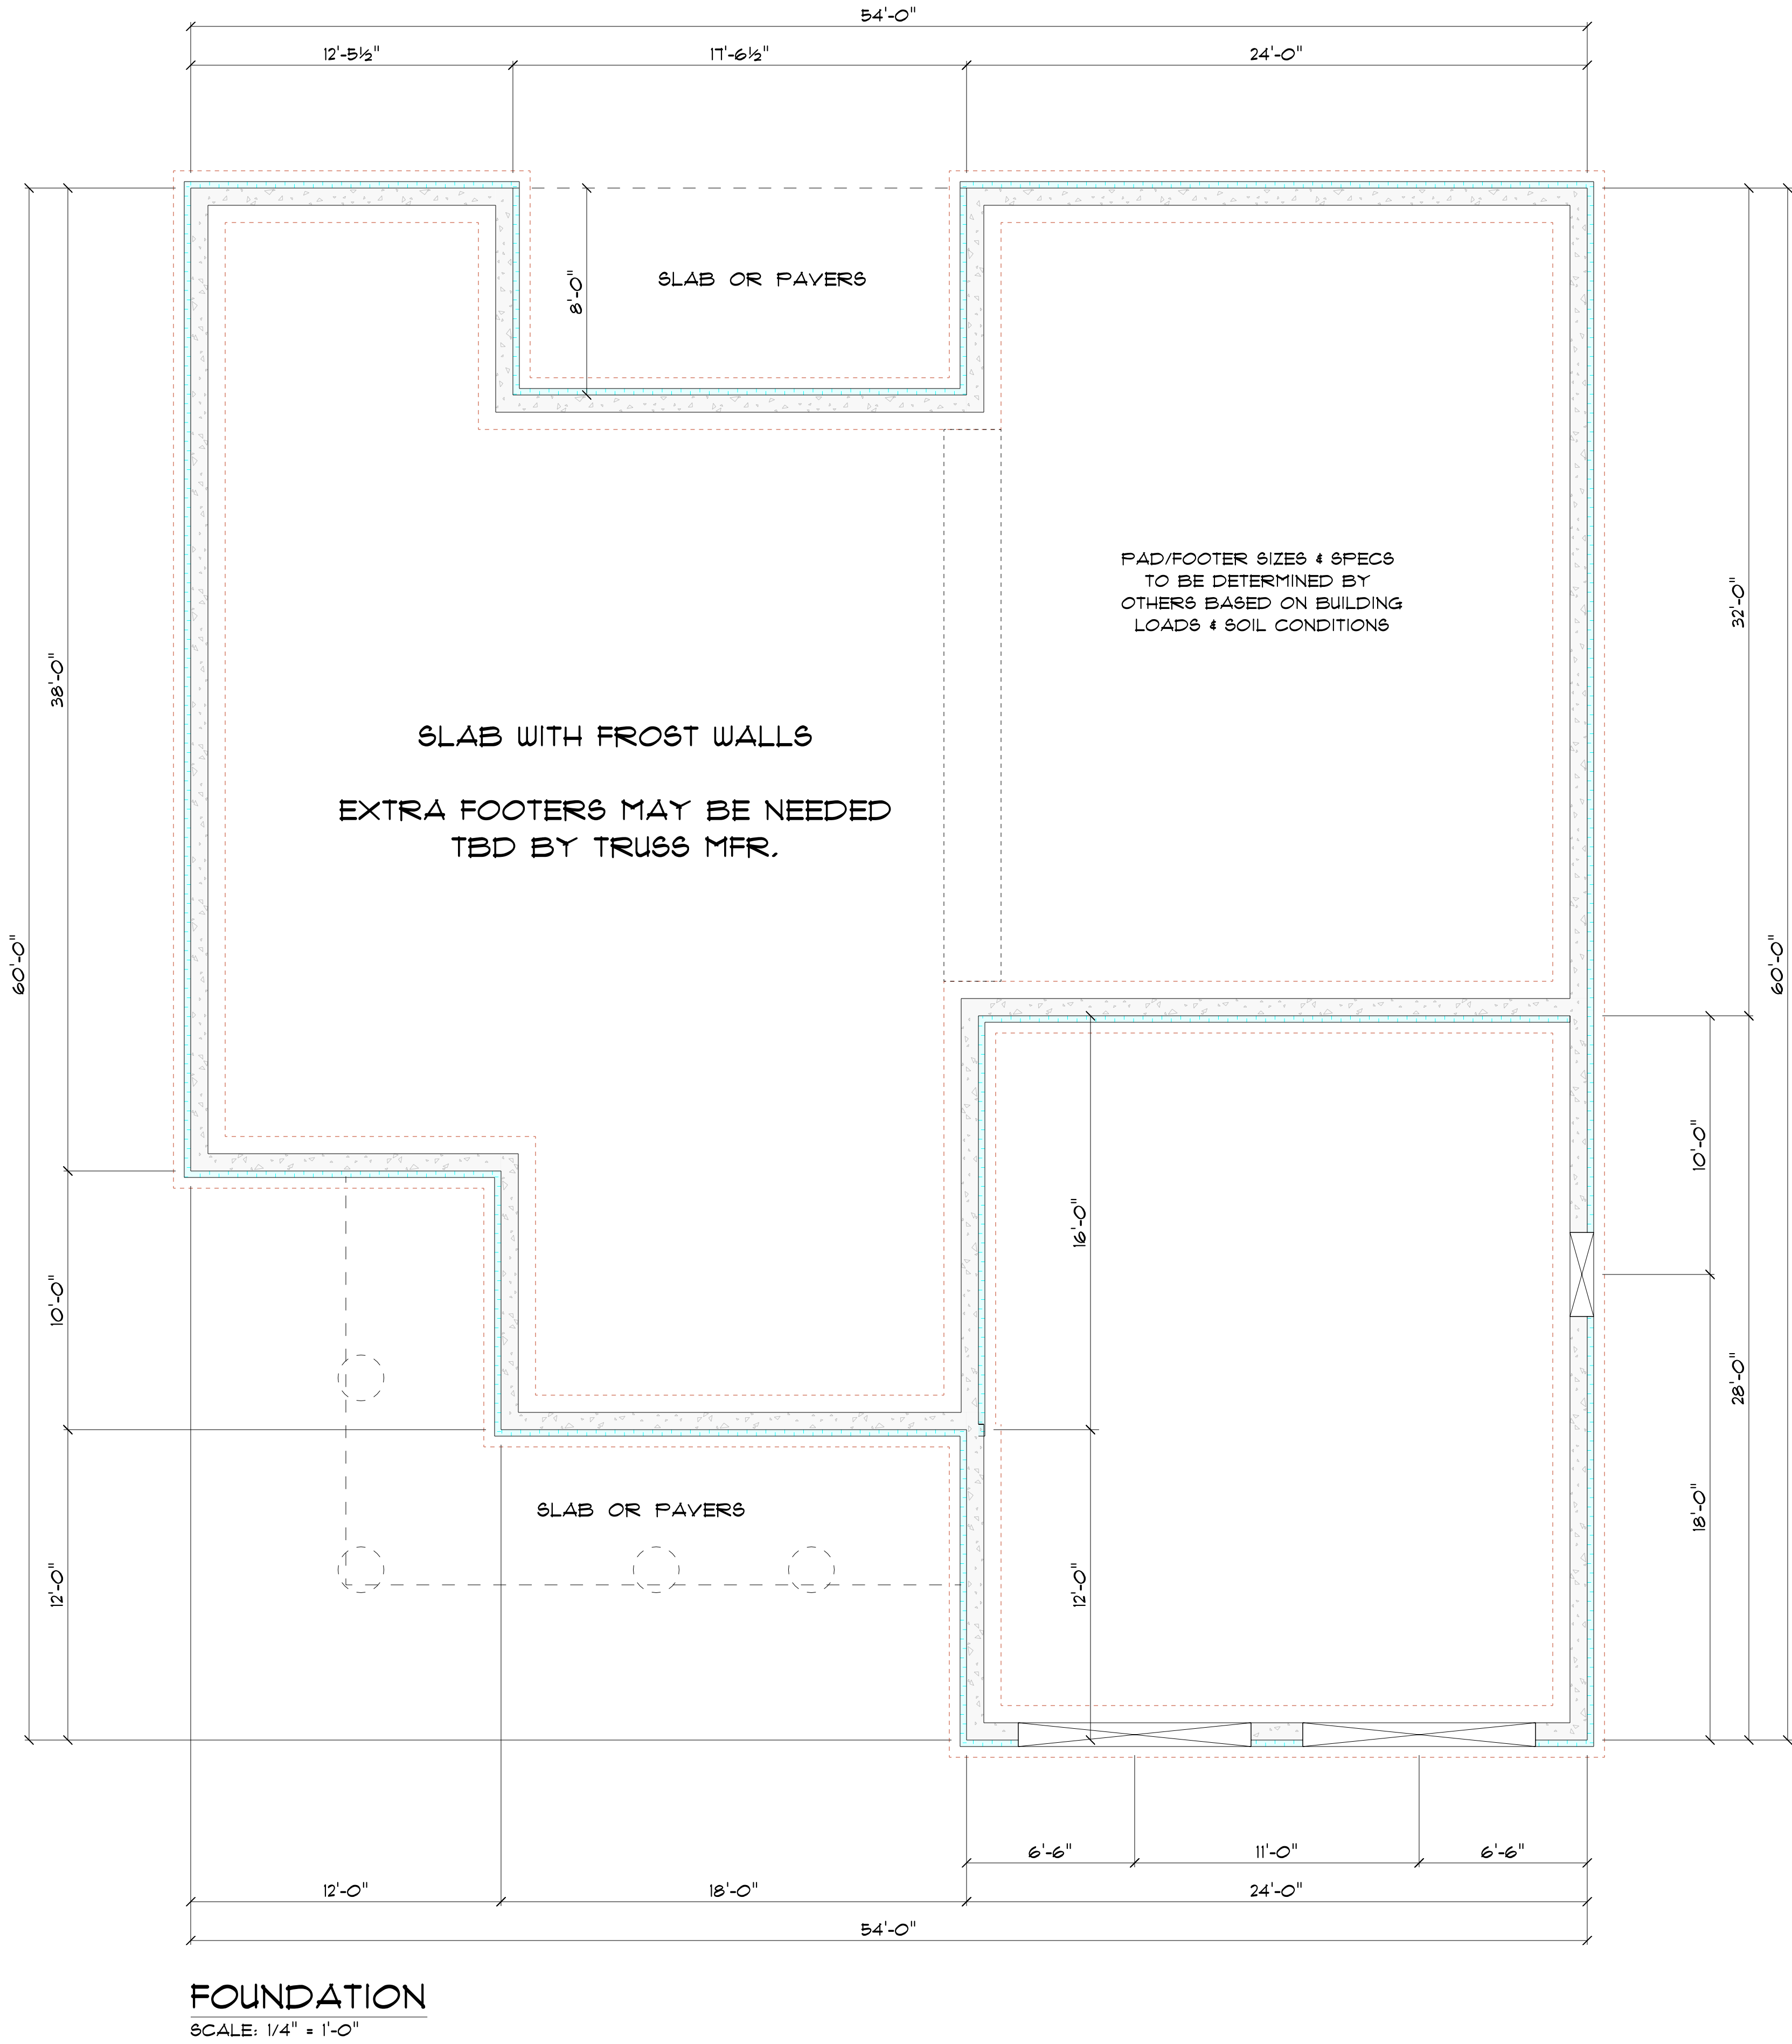 54'-0"
12'-5½"
17'-6½"
24'-0"
8'-0"
SLAB OR PAVERS
PAD/FOOTER SIZES & SPECS
TO BE DETERMINED BY
OTHERS BASED ON BUILDING
LOADS & SOIL CONDITIONS
32'-0"
38'-0"
SLAB WITH FROST WALLS
EXTRA FOOTERS MAY BE NEEDED
TBD BY TRUSS MFR.
60'-0"
60'-0"
10'-0"
16'-0"
10'-0"
28'-0"
SLAB OR PAVERS
18'-0"
12'-0"
12'-0"
6'-6"
11'-0"
6'-6"
12'-0"
18'-0"
24'-0"
54'-0"
FOUNDATION
SCALE: 1/4" = 1'-0"